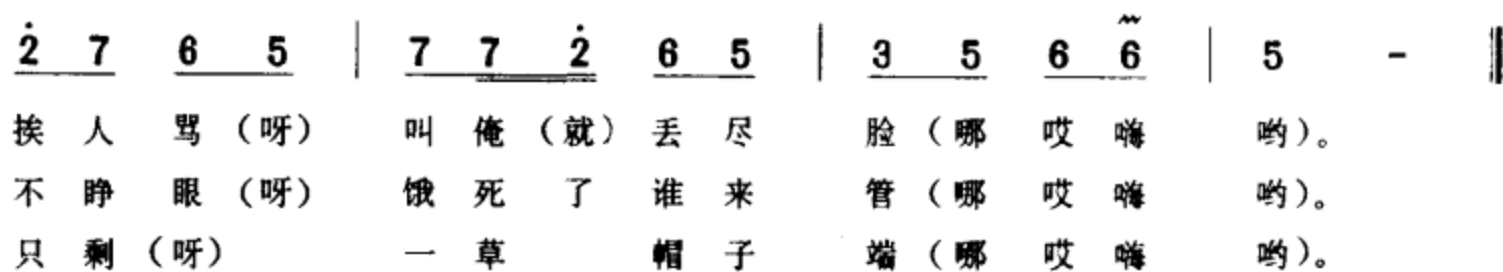 2̇ 7 6 5 | 7 7 2̇ 6 5 | 3 5 6 6 | 5 - ‖
挨人骂（呀） 叫俺（就）丢尽 脸（哪哎嗨 哟）。
不睁眼（呀） 饿死了谁来 管（哪哎嗨 哟）。
只剩（呀） 一草帽子 端（哪哎嗨 哟）。